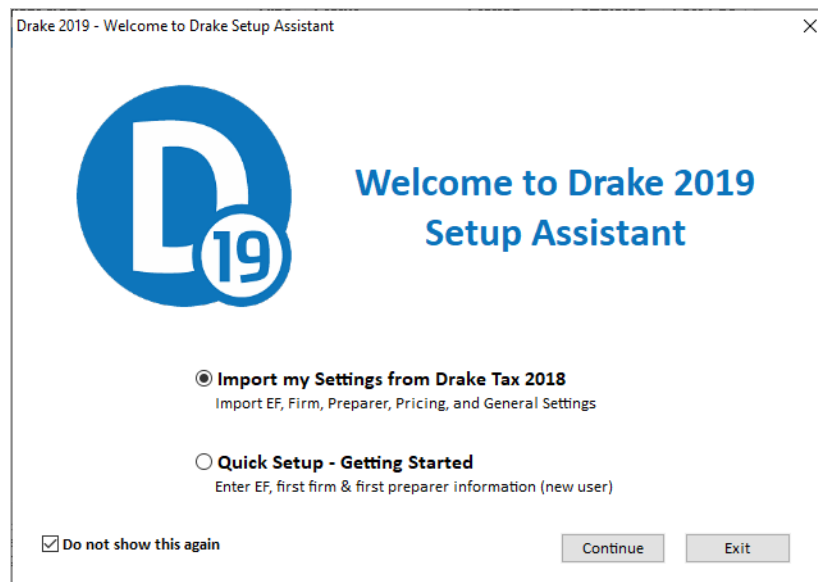 Drake 2019 - Welcome to Drake Setup Assistant
D
19
Welcome to Drake 2019
Setup Assistant
Import my Settings from Drake Tax 2018
Import EF, Firm, Preparer, Pricing, and General Settings
Quick Setup - Getting Started
Enter EF, first firm & first preparer information (new user)
Do not show this again
Continue
Exit